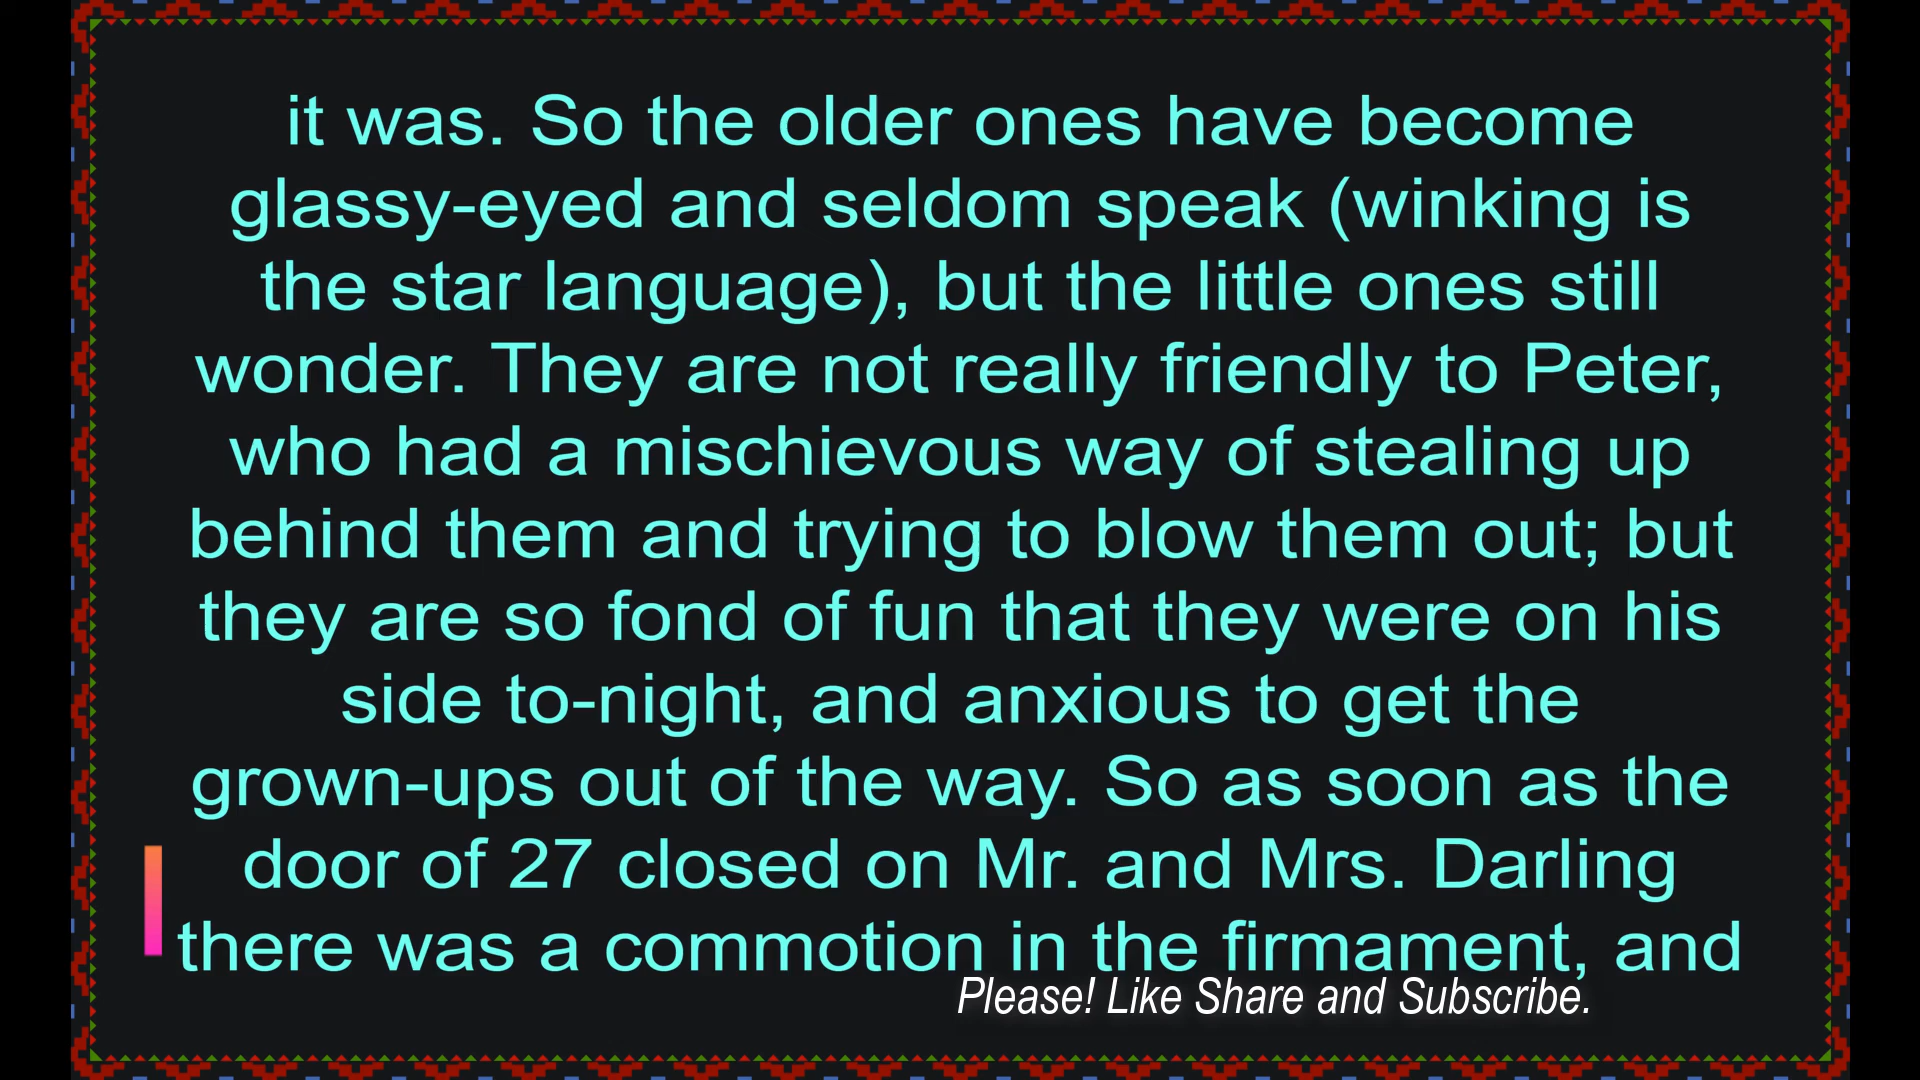 it was. So the older ones have become
glassy-eyed and seldom speak (winking is
the star language), but the little ones still
wonder. They are not really friendly to Peter,
who had a mischievous way of stealing up
behind them and trying to blow them out; but
they are so fond of fun that they were on his
side to-night, and anxious to get the
grown-ups out of the way. So as soon as the
door of 27 closed on Mr. and Mrs. Darling
there was a commotion in the firmament, and
Please! Like Share and Subscribe.